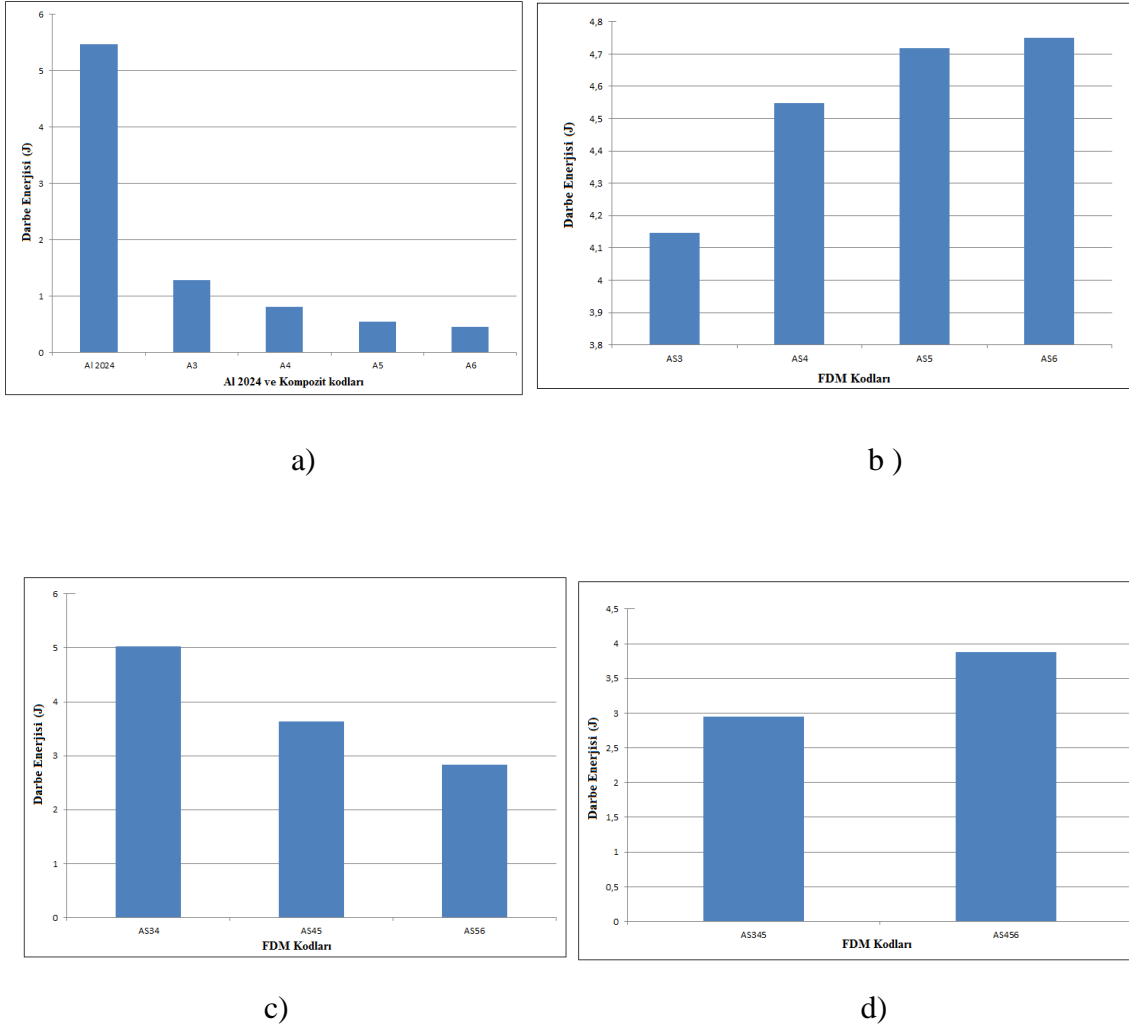 6
5
4
3
2
1
0
Darbe Enerjisi (J)
Al 2024 A3 A4 A5 A6
Al 2024 ve Kompozit kodları
4,8
4,7
4,6
4,5
4,4
4,3
4,2
4,1
4
3,9
3,8
Darbe Enerjisi (J)
AS3 AS4 AS5 AS6
FDM Kodları
a)
b )
6
5
4
3
2
1
0
Darbe Enerjisi (J)
AS34 AS45 AS56
FDM Kodları
4,5
4
3,5
3
2,5
2
1,5
1
0,5
0
Darbe Enerjisi (J)
AS345 AS456
FDM Kodları
c)
d)